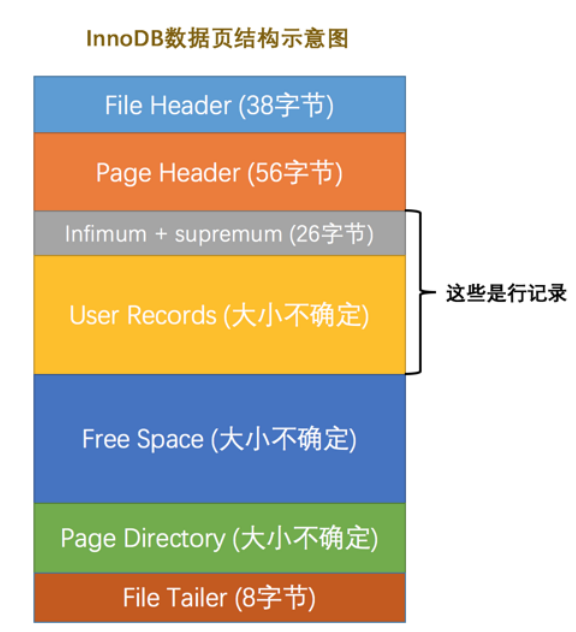 InnoDB数据页结构示意图
File Header (38字节)
Page Header (56字节)
Infimum + supremum (26字节)
这些是行记录
User Records (大小不确定)
Free Space (大小不确定)
Page Directory (大小不确定)
File Tailer (8字节)